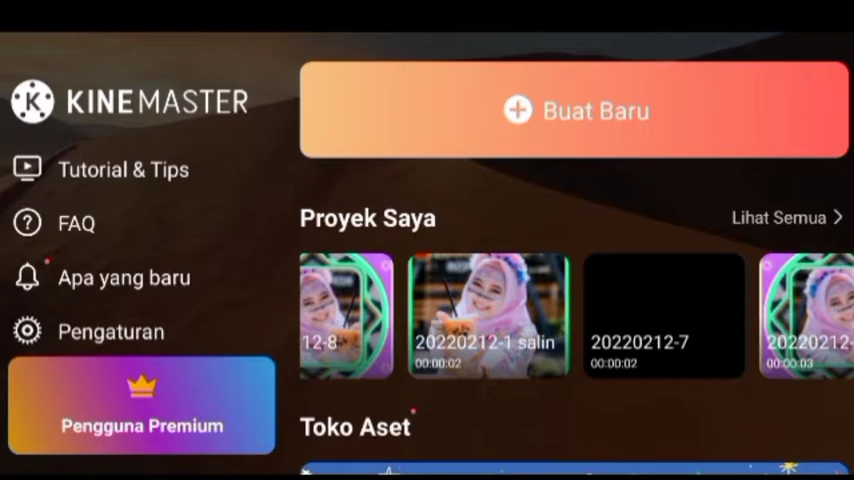 KINEMASTER
Tutorial & Tips
FAQ
Apa yang baru
Pengaturan
Pengguna Premium
Buat Baru
Proyek Saya
Lihat Semua
12-8
20220212-1 salin
00:00:02
20220212-7
00:00:02
20220212-
00:00:03
Toko Aset